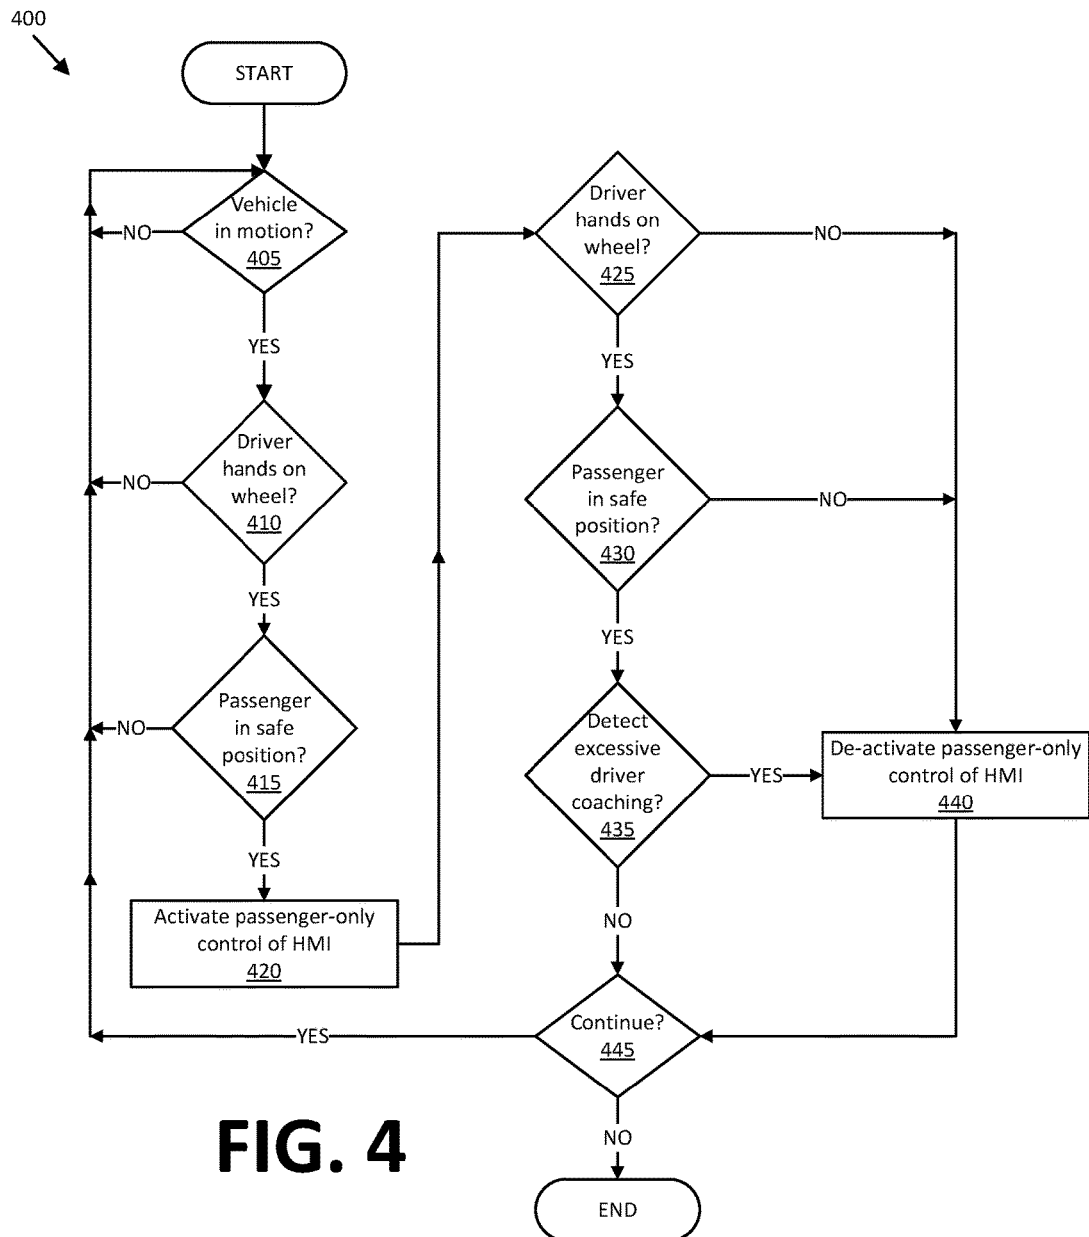 400
START
Vehicle
in motion?
405
NO
YES
Driver
hands on
wheel?
410
NO
YES
Passenger
in safe
position?
415
NO
YES
Activate passenger-only
control of HMI
420
Driver
hands on
wheel?
425
NO
YES
Passenger
in safe
position?
430
NO
YES
Detect
excessive
driver
coaching?
435
YES
De-activate passenger-only
control of HMI
440
NO
Continue?
445
YES
NO
END
FIG. 4